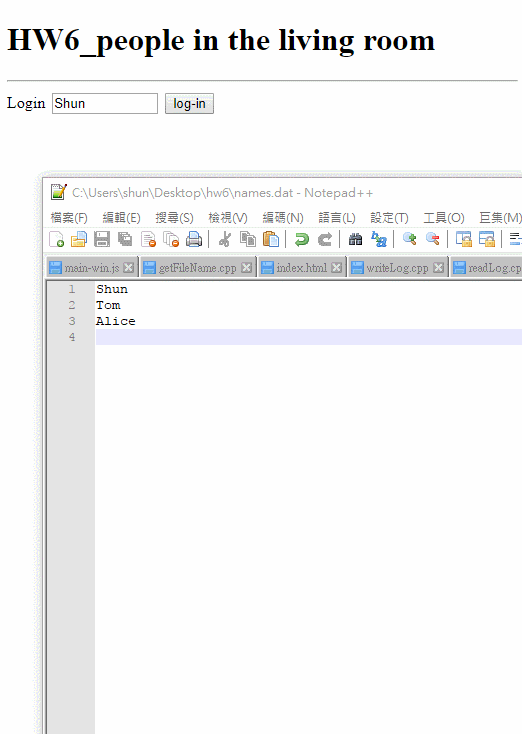 HW6_people in the living room
Login Shun log-in
C:\Users\shun\Desktop\hw6\names.dat - Notepad++
檔案(F) 編輯(E) 搜尋(S) 檢視(V) 編碼(N) 語言(L) 設定(T) 工具(O) 巨集(M)
main-win.js getFileName.cpp index.html writeLog.cpp readLog.cp
1 Shun
2 Tom
3 Alice
4